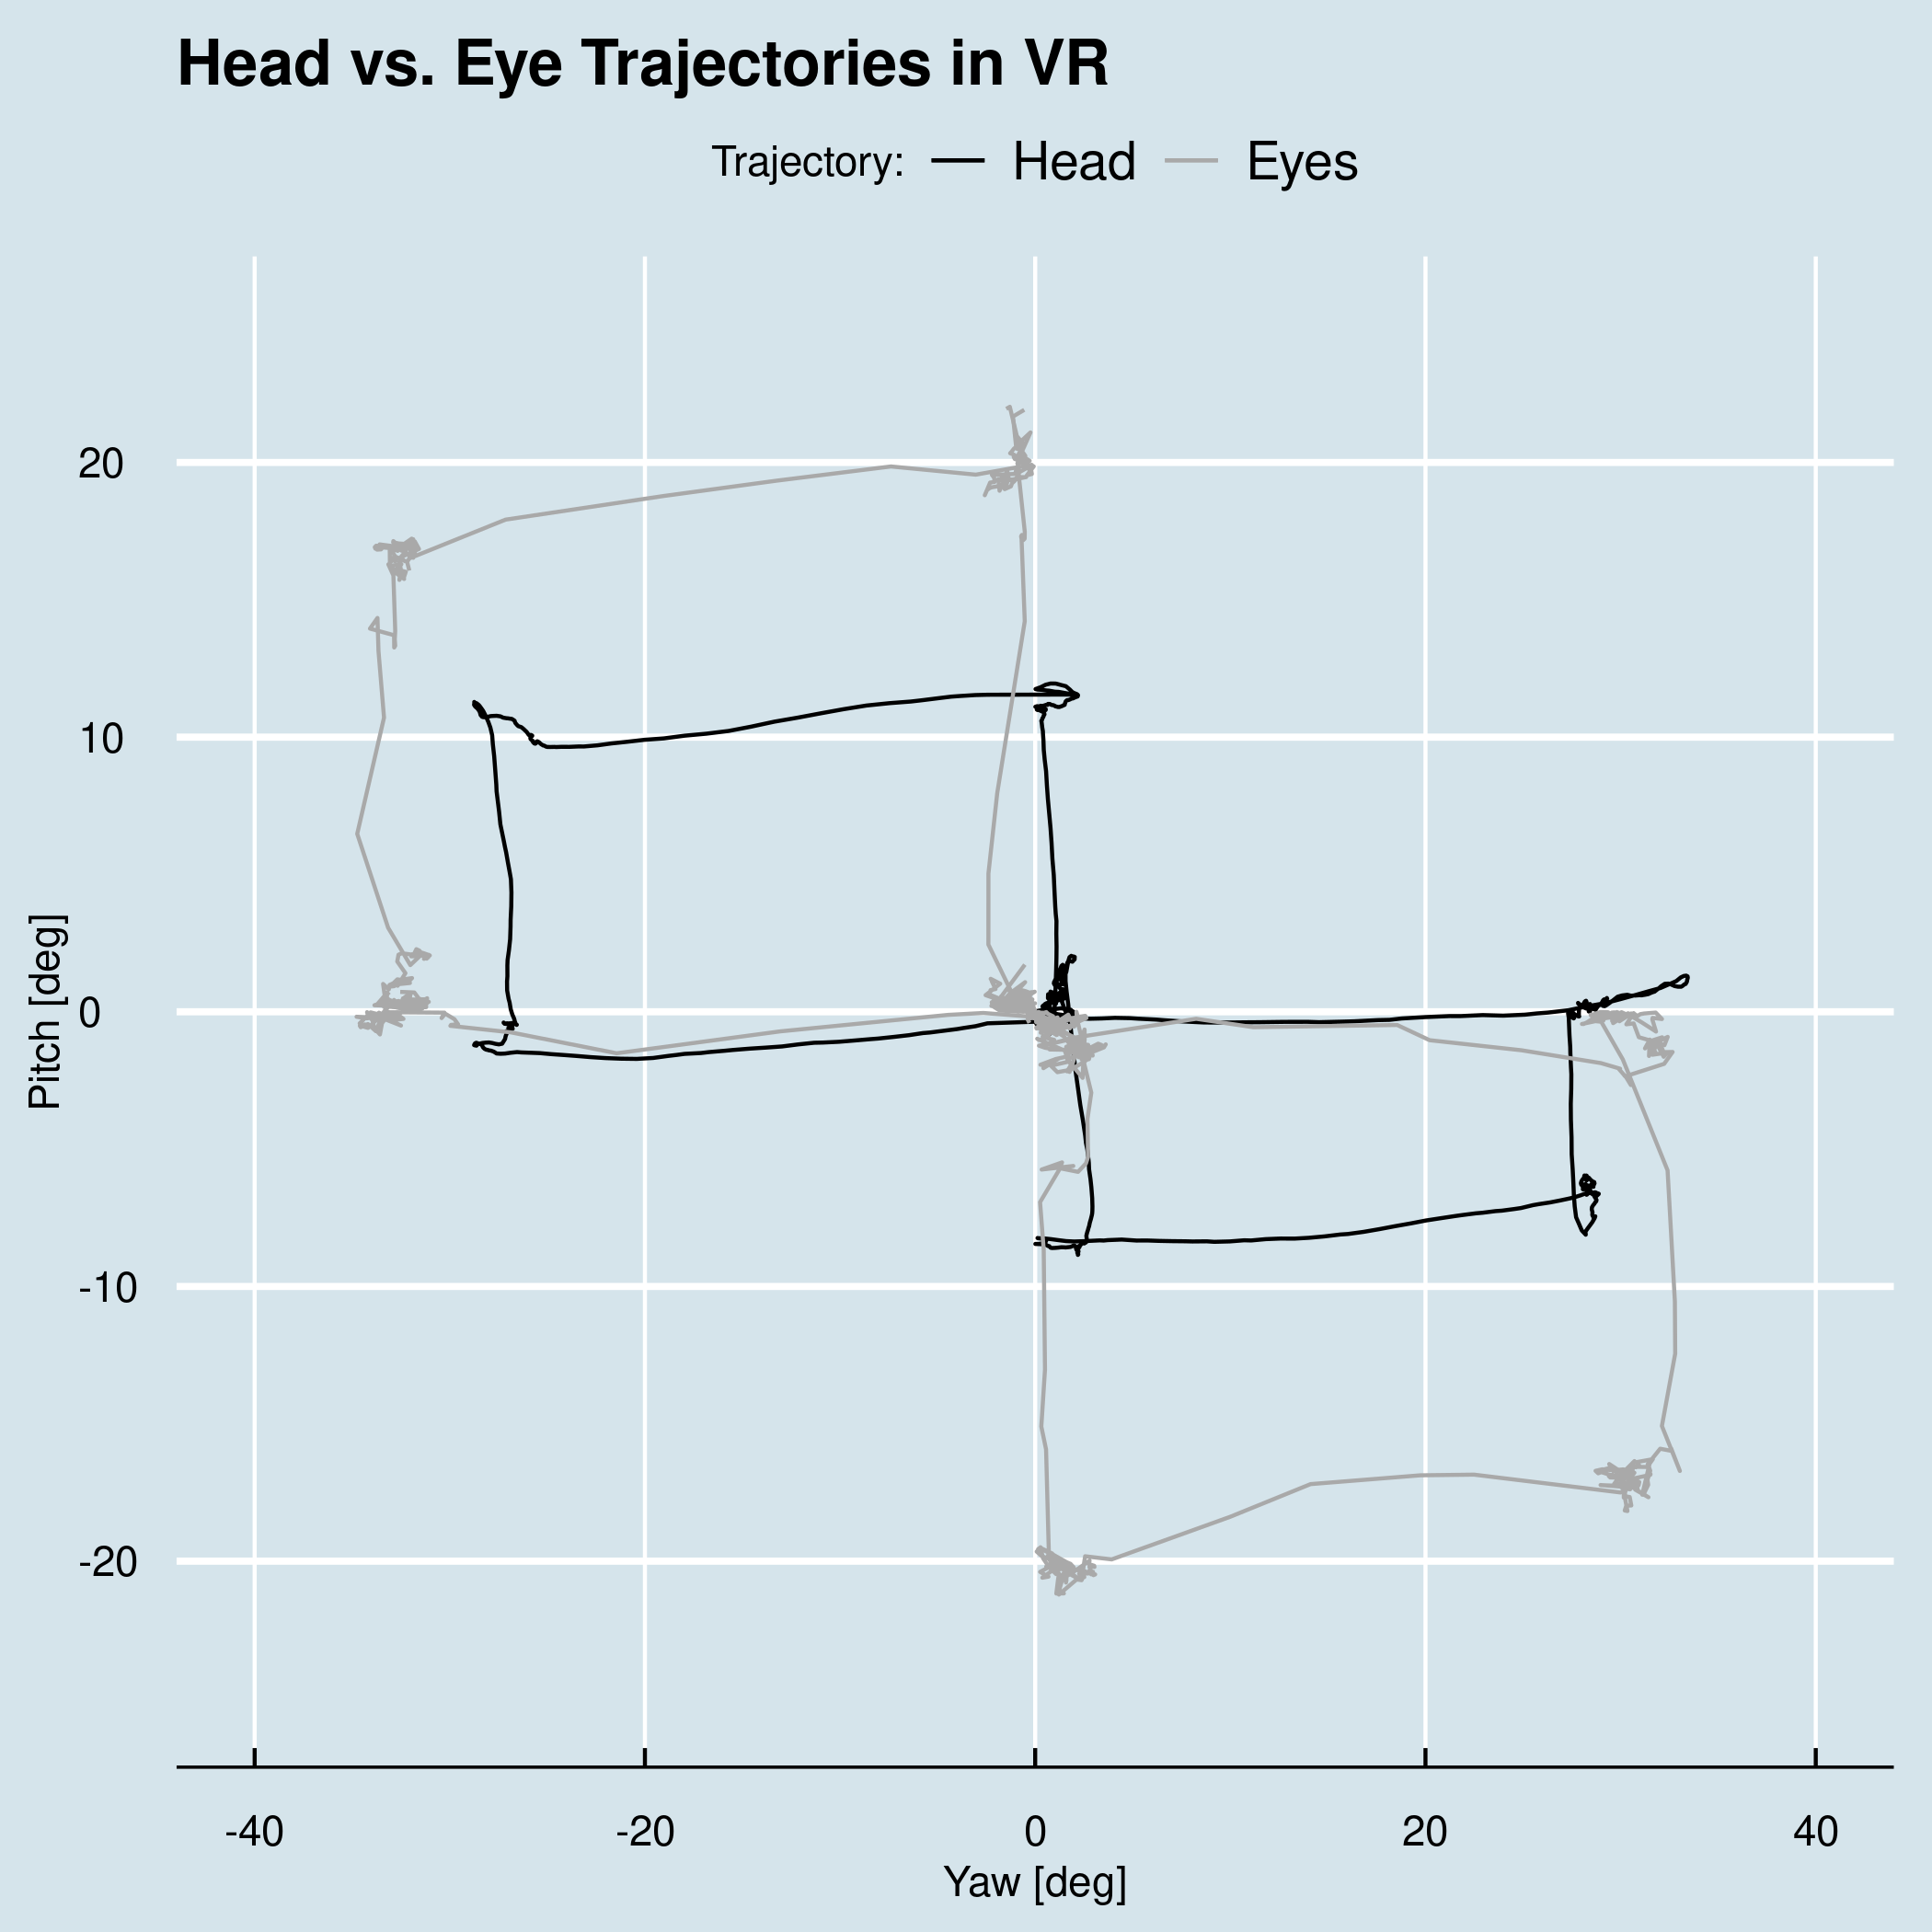 Head vs. Eye Trajectories in VR
Trajectory: Head Eyes
20
10
0
-10
-20
Pitch [deg]
-40 -20 0 20 40
Yaw [deg]